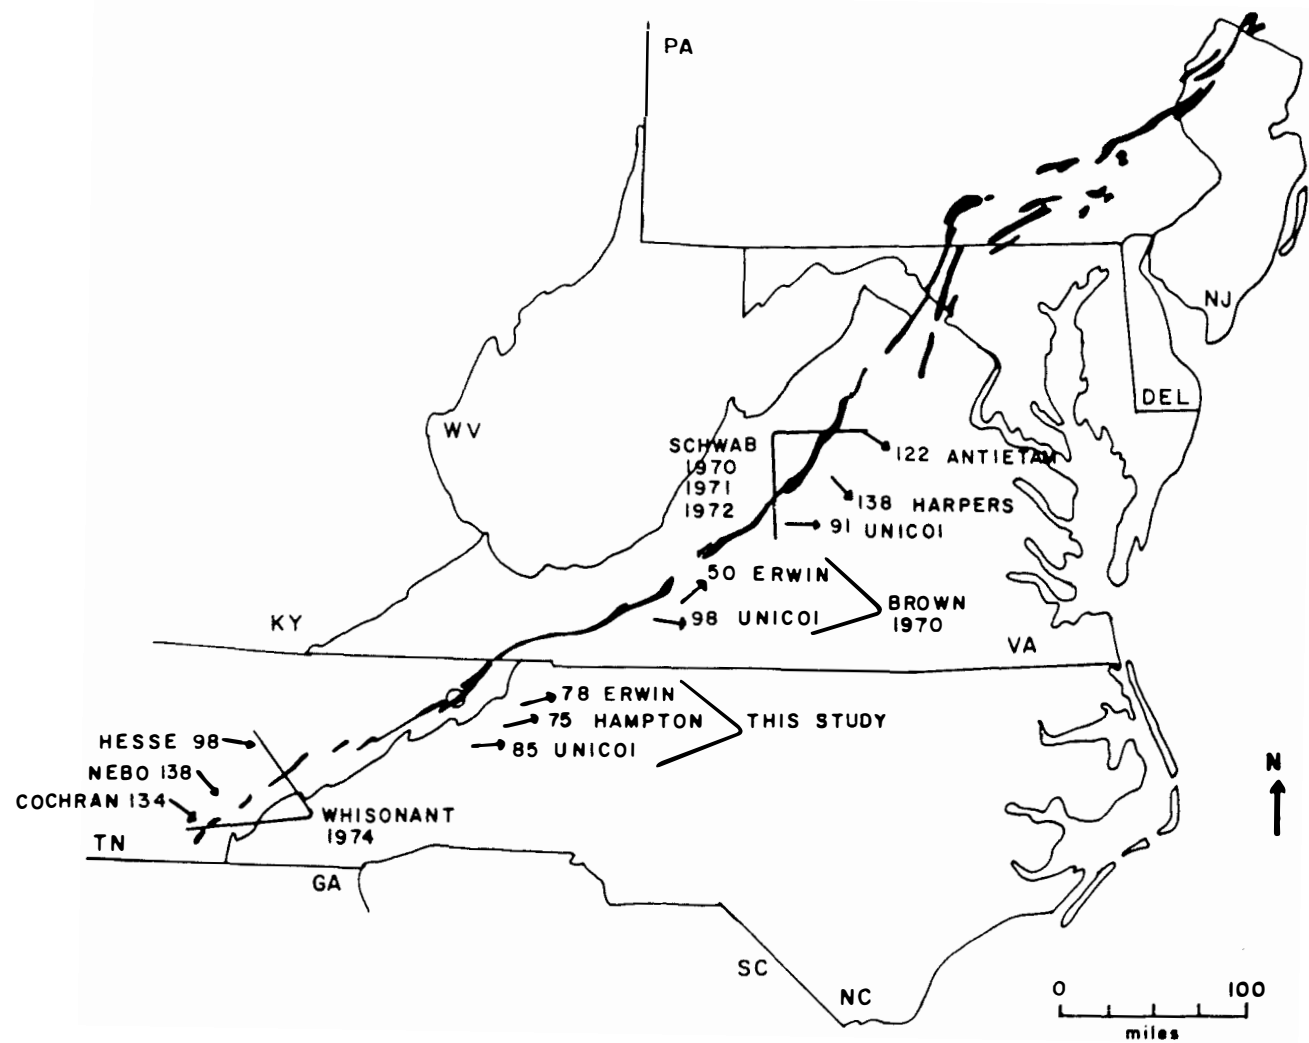 PA
NJ
DEL
WV
SCHWAB
1970
1971
1972
122 ANTIETAM
138 HARPERS
91 UNICOI
50 ERWIN
98 UNICOI
BROWN
1970
KY
VA
78 ERWIN
75 HAMPTON
85 UNICOI
THIS STUDY
HESSE 98
NEBO 138
COCHRAN 134
WHISONANT
1974
TN
GA
SC
NC
N
0 100
miles